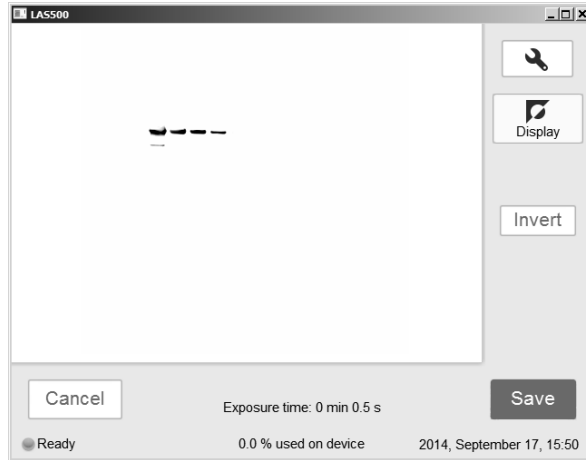 LAS500
Display
Invert
Cancel
Exposure time: 0 min 0.5 s
Save
Ready
0.0 % used on device
2014, September 17, 15:50